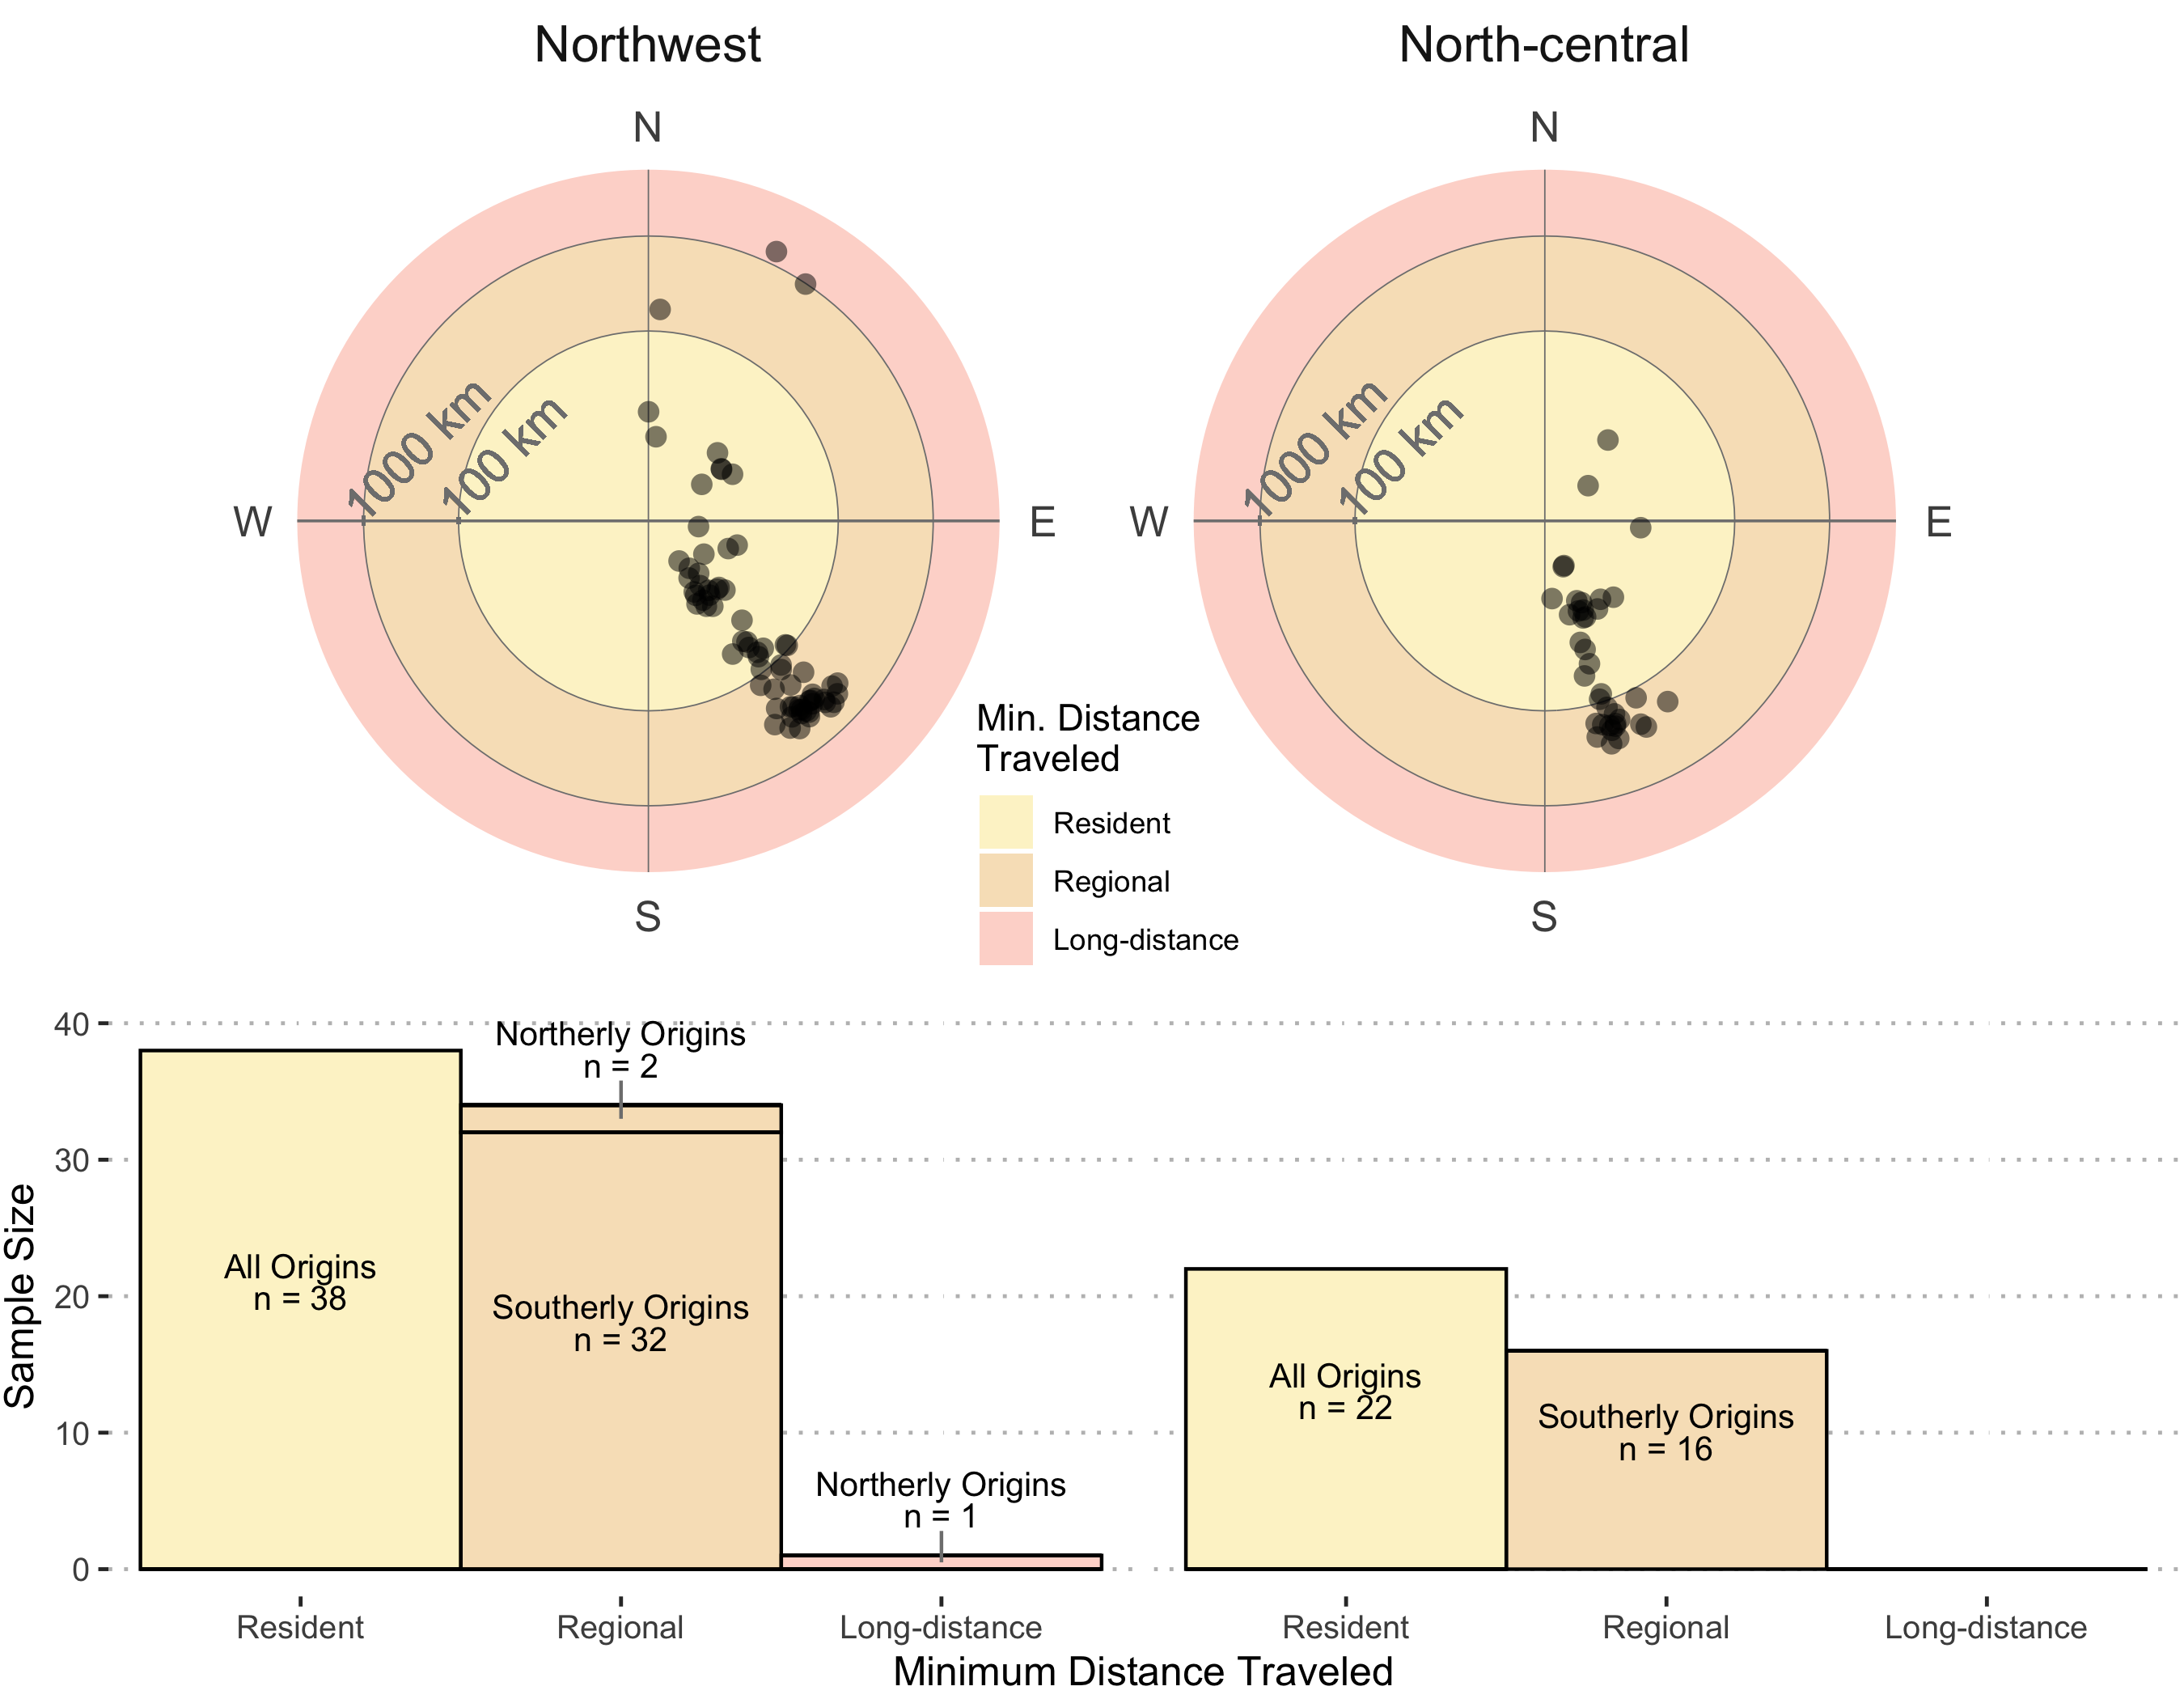 Northwest
North-central
N
N
1000 km
100 km
1000 km
100 km
W
E
W
E
S
S
Min. Distance
Traveled
Resident
Regional
Long-distance
Sample Size
40
30
20
10
0
Northerly Origins
n = 2
All Origins
n = 38
Southerly Origins
n = 32
Northerly Origins
n = 1
All Origins
n = 22
Southerly Origins
n = 16
Resident
Regional
Long-distance
Resident
Regional
Long-distance
Minimum Distance Traveled